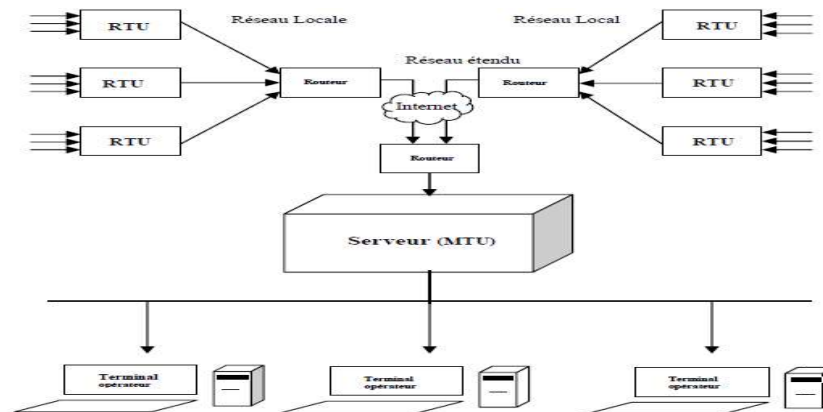 RTU
Réseau Locale
Réseau Local
RTU
Réseau étendu
RTU
Routeur
Routeur
RTU
Internet
RTU
RTU
Routeur
Serveur (MTU)
Terminal
opérateur
Terminal
opérateur
Terminal
opérateur